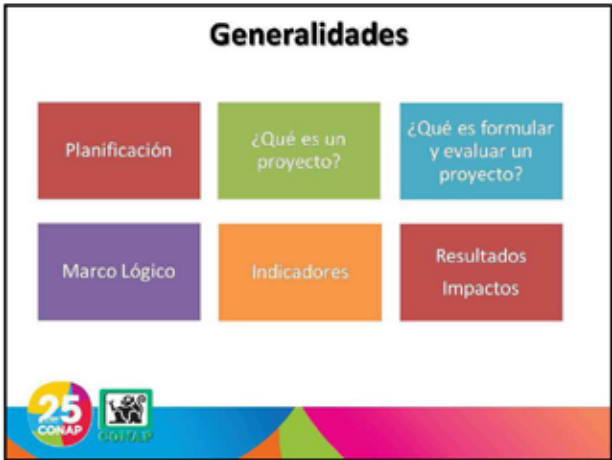 Generalidades
Planificación
¿Qué es un
proyecto?
¿Qué es formular
y evaluar un
proyecto?
Marco Lógico
Indicadores
Resultados
Impactos
25
CONAP
CONAP